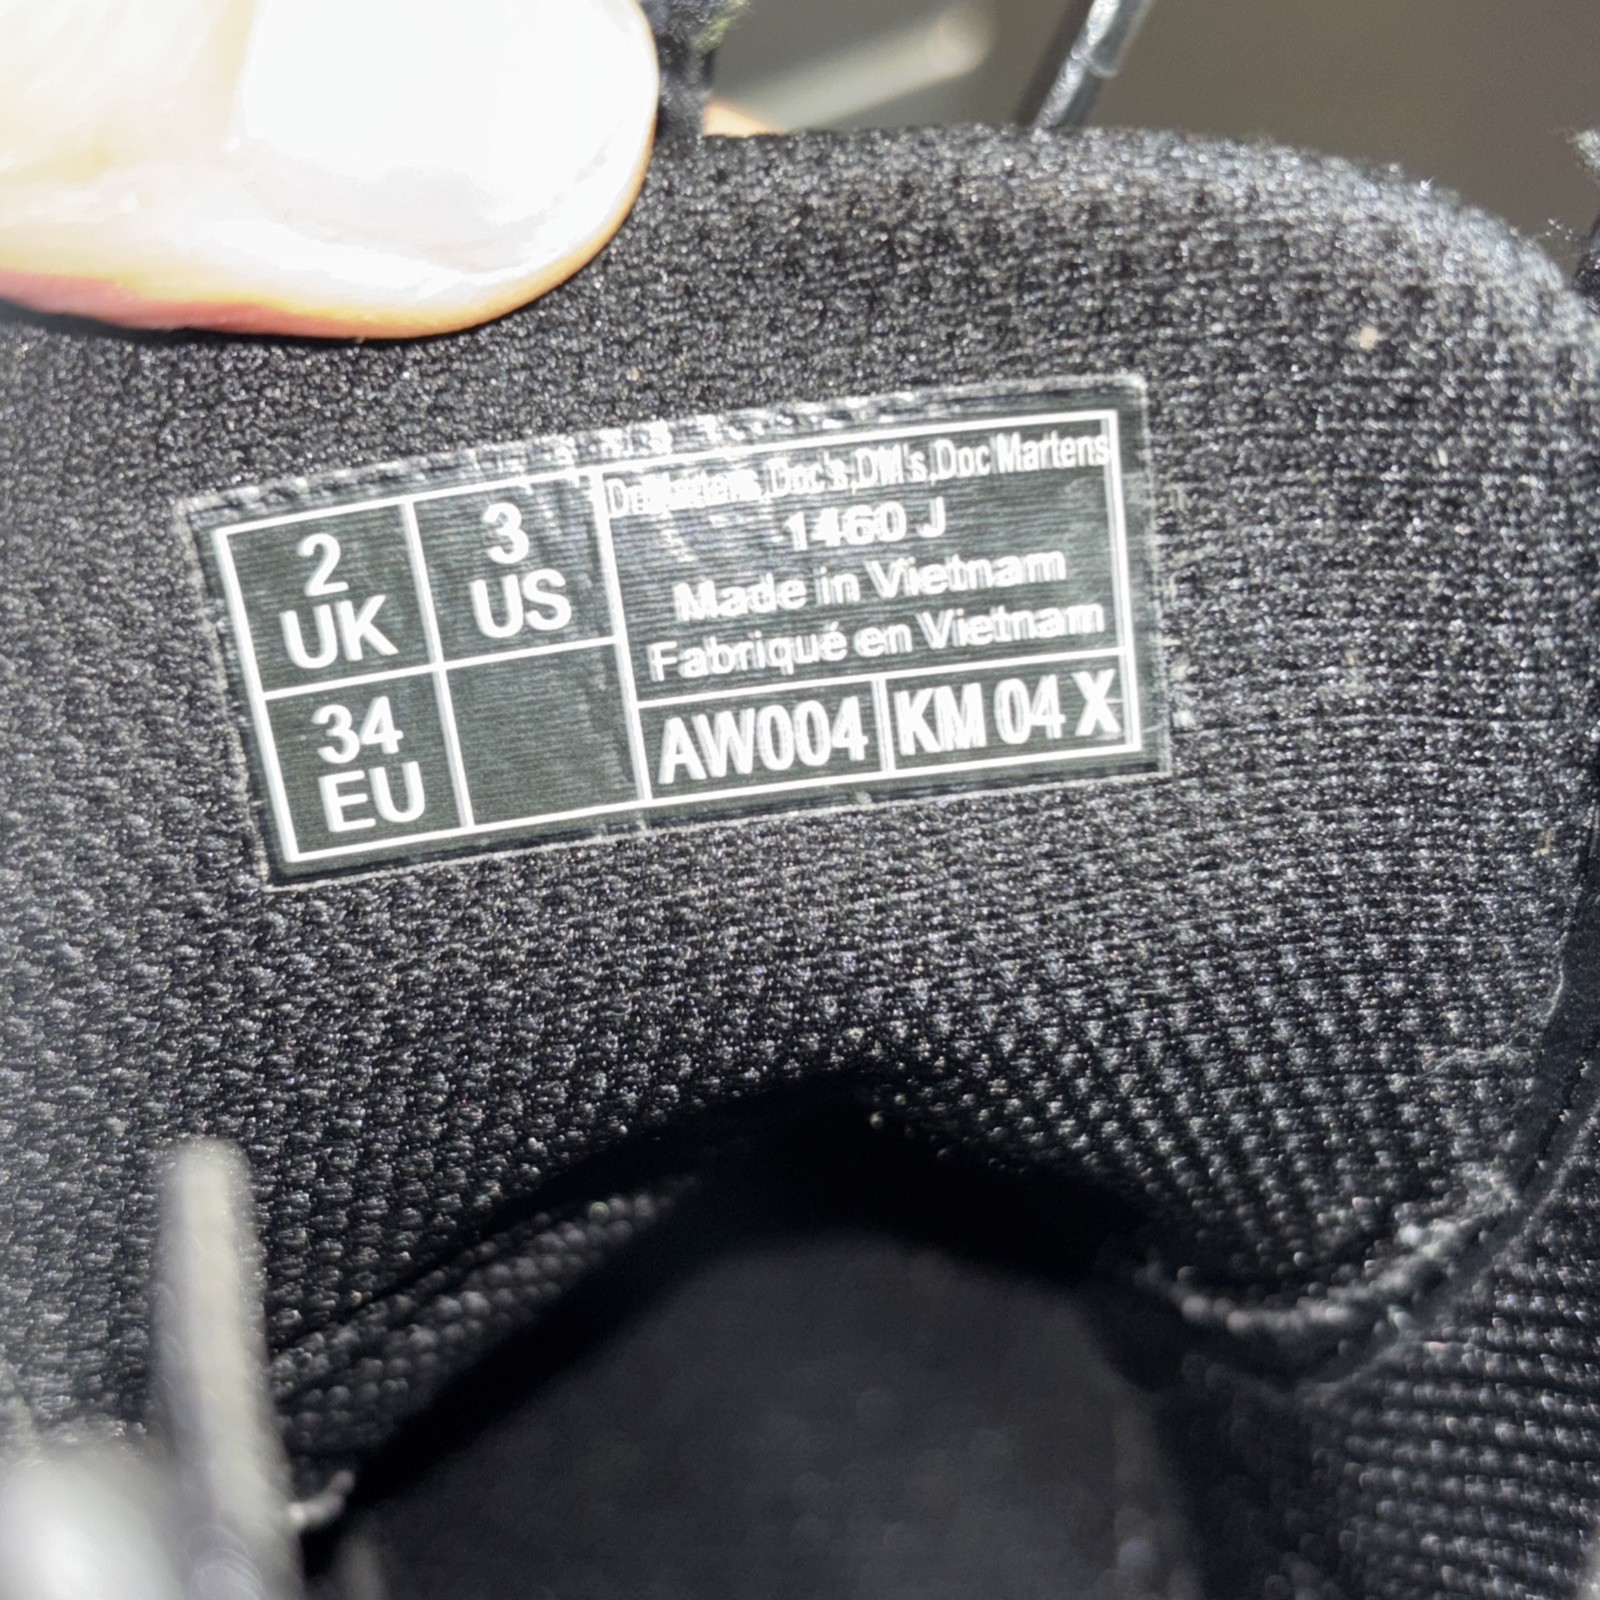 2 UK
3 US
34 EU
Dr.Martens,Doc's,DM's,Doc Martens
1460 J
Made in Vietnam
Fabriqué en Vietnam
AW004
KM 04 X